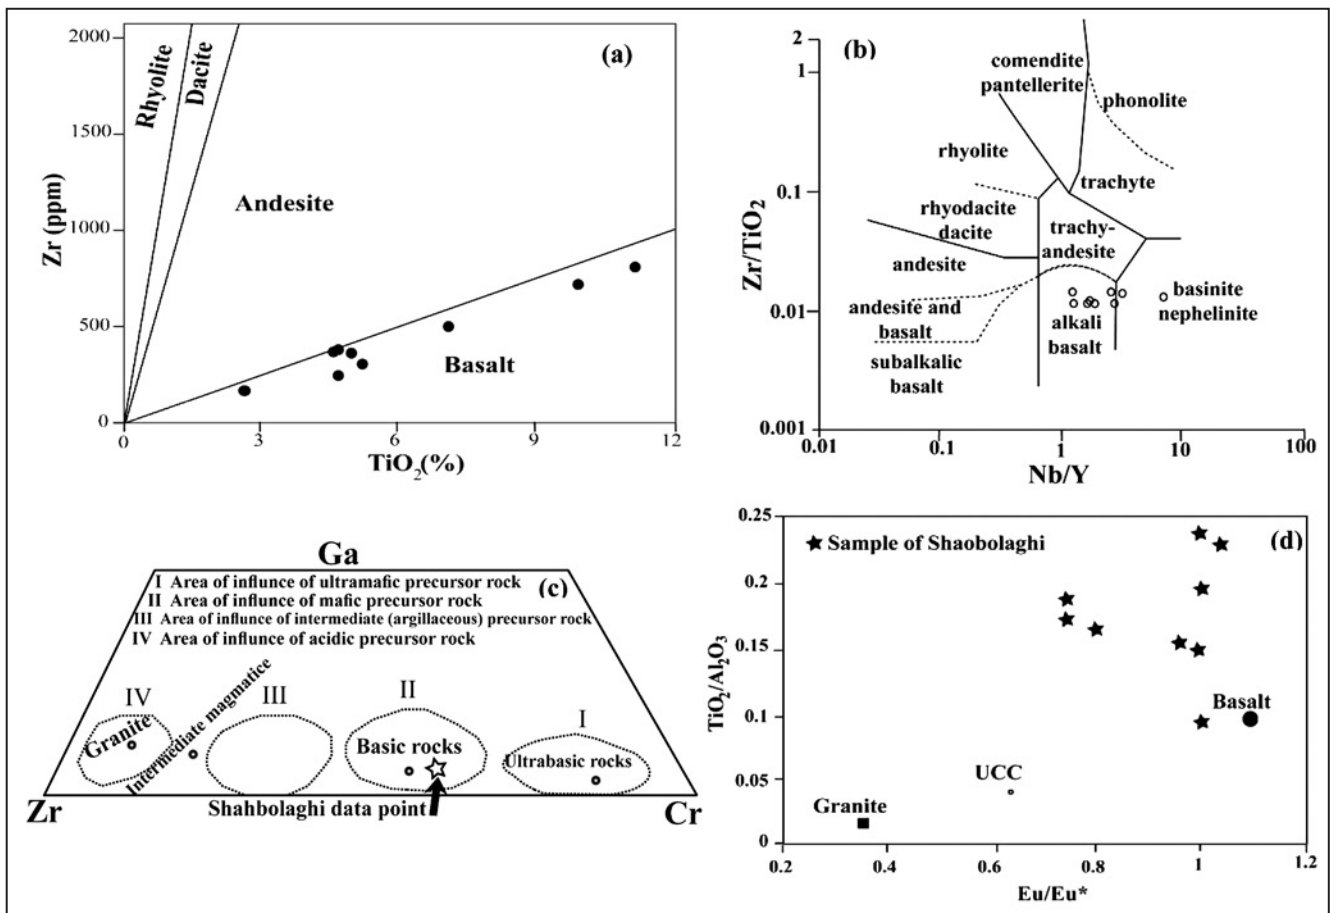 (a)
2000
1500
1000
500
0
Zr (ppm)
Rhyolite
Dacite
Andesite
Basalt
0
3
6
9
12
TiO2(%)
(b)
2
1
0.1
0.01
0.001
Zr/TiO2
comendite
pantellerite
phonolite
rhyolite
trachyte
rhyodacite
dacite
trachy-
andesite
andesite
andesite and
basalt
alkali
basalt
basinite
nephelinite
subalkalic
basalt
0.01
0.1
1
10
100
Nb/Y
Ga
(c)
I Area of influnce of ultramafic precursor rock
II Area of influnce of mafic precursor rock
III Area of influnce of intermediate (argillaceous) precursor rock
IV Area of influnce of acidic precursor rock
IV
Granite
Intermediate magmatice
III
II
Basic rocks
I
Ultrabasic rocks
Zr
Shahbolaghi data point
Cr
0.25
0.2
0.15
0.1
0.05
0
TiO2/Al2O3
★ Sample of Shaobolaghi
(d)
Basalt
UCC
Granite
0.2
0.4
0.6
0.8
1
1.2
Eu/Eu*